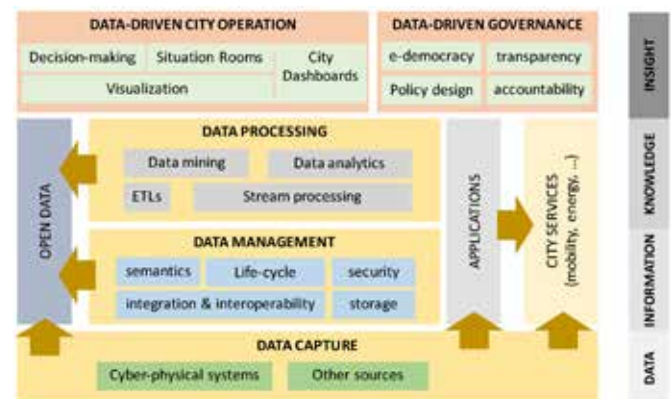 DATA-DRIVEN CITY OPERATION
Decision-making
Situation Rooms
City
Dashboards
Visualization
DATA-DRIVEN GOVERNANCE
e-democracy
transparency
Policy design
accountability
INSIGHT
OPEN DATA
DATA PROCESSING
Data mining
Data analytics
ETLs
Stream processing
DATA MANAGEMENT
semantics
Life-cycle
security
integration & interoperability
storage
APPLICATIONS
CITY SERVICES
(mobility, energy, ...)
KNOWLEDGE
INFORMATION
DATA CAPTURE
Cyber-physical systems
Other sources
DATA